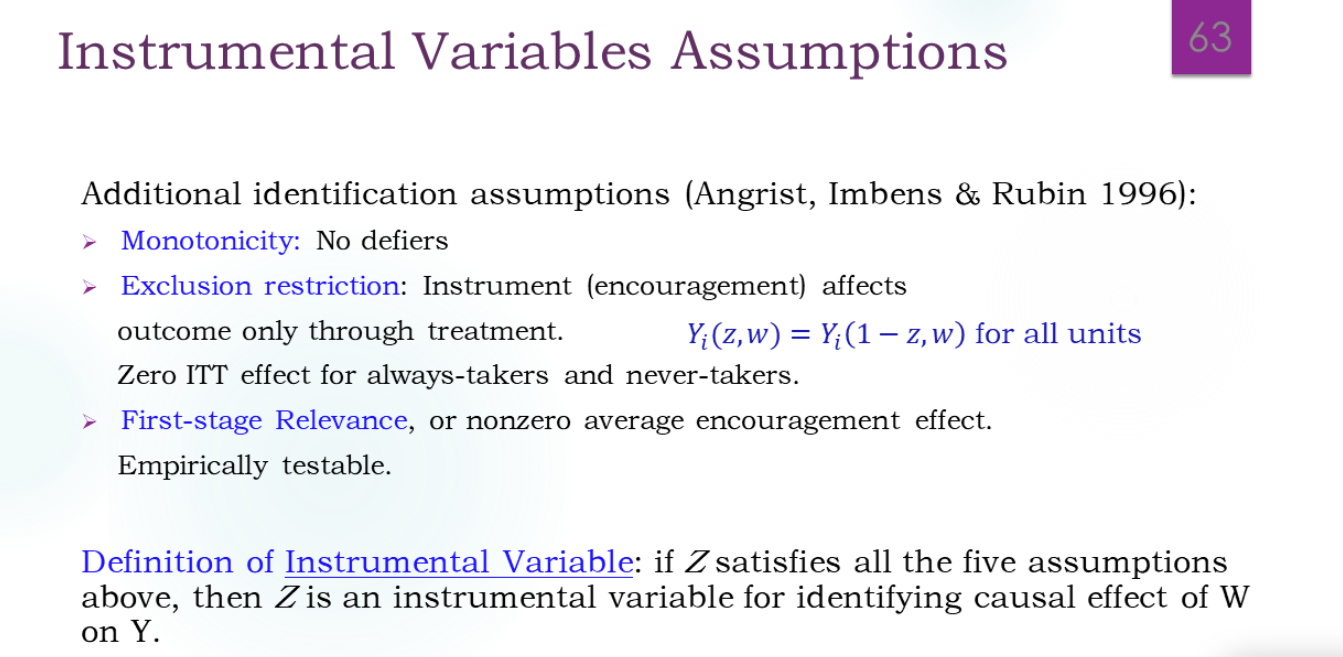 Instrumental Variables Assumptions
63
Additional identification assumptions (Angrist, Imbens & Rubin 1996):
➢ Monotonicity: No defiers
➢ Exclusion restriction: Instrument (encouragement) affects
outcome only through treatment. Yᵢ(z,w) = Yᵢ(1 − z,w) for all units
Zero ITT effect for always-takers and never-takers.
➢ First-stage Relevance, or nonzero average encouragement effect.
Empirically testable.
Definition of Instrumental Variable: if Z satisfies all the five assumptions
above, then Z is an instrumental variable for identifying causal effect of W
on Y.